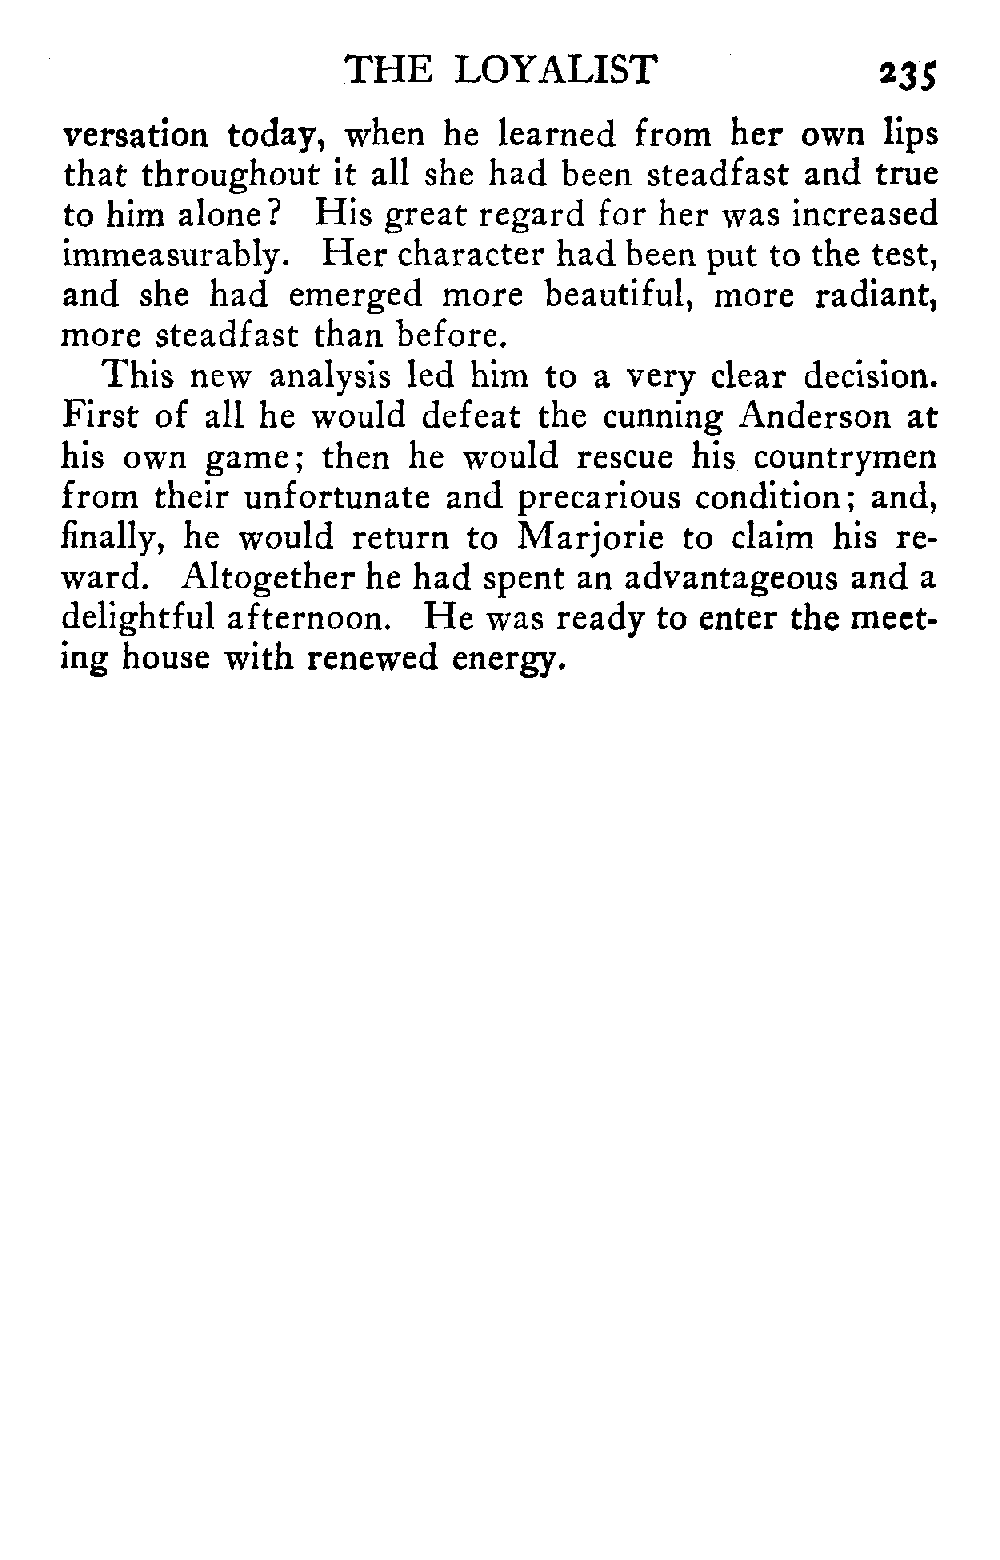 THE LOYALIST 235
versation today, when he learned from her own lips
that throughout it all she had been steadfast and true
to him alone? His great regard for her was increased
immeasurably. Her character had been put to the test,
and she had emerged more beautiful, more radiant,
more steadfast than before.
This new analysis led him to a very clear decision.
First of all he would defeat the cunning Anderson at
his own game; then he would rescue his countrymen
from their unfortunate and precarious condition; and,
finally, he would return to Marjorie to claim his re-
ward. Altogether he had spent an advantageous and a
delightful afternoon. He was ready to enter the meet-
ing house with renewed energy.